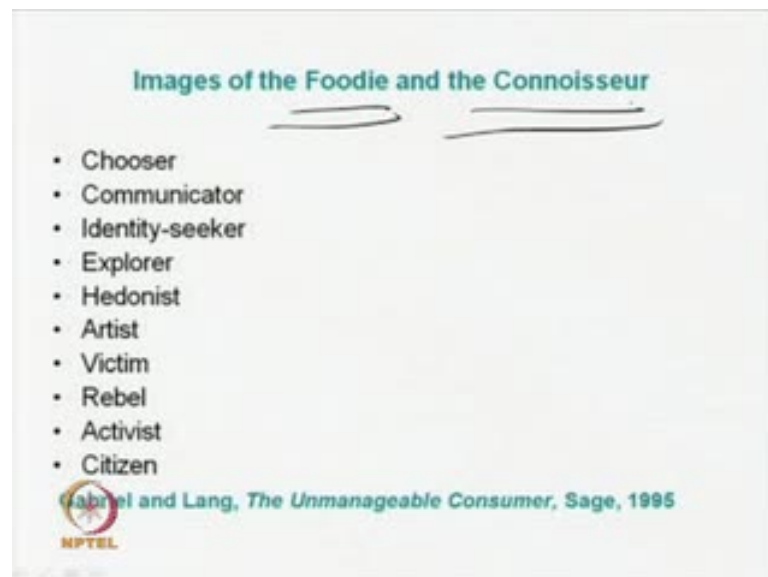 Images of the Foodie and the Connoisseur
• Chooser
• Communicator
• Identity-seeker
• Explorer
• Hedonist
• Artist
• Victim
• Rebel
• Activist
• Citizen
Gabriel and Lang, The Unmanageable Consumer, Sage, 1995
NPTEL